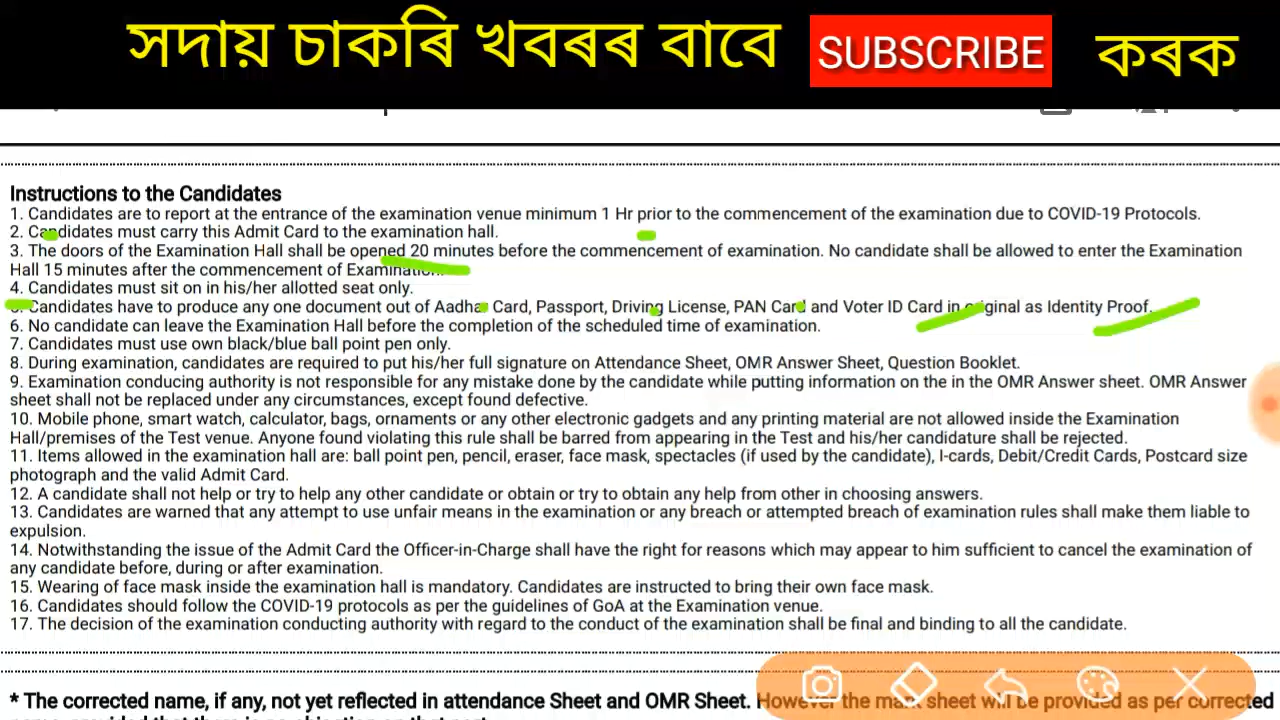 সদায় চাকৰি খবৰৰ বাবে SUBSCRIBE কৰক
Instructions to the Candidates
1. Candidates are to report at the entrance of the examination venue minimum 1 Hr prior to the commencement of the examination due to COVID-19 Protocols.
2. Candidates must carry this Admit Card to the examination hall.
3. The doors of the Examination Hall shall be opened 20 minutes before the commencement of examination. No candidate shall be allowed to enter the Examination
Hall 15 minutes after the commencement of Examination.
4. Candidates must sit on in his/her allotted seat only.
5. Candidates have to produce any one document out of Aadhar Card, Passport, Driving License, PAN Card and Voter ID Card in original as Identity Proof.
6. No candidate can leave the Examination Hall before the completion of the scheduled time of examination.
7. Candidates must use own black/blue ball point pen only.
8. During examination, candidates are required to put his/her full signature on Attendance Sheet, OMR Answer Sheet, Question Booklet.
9. Examination conducting authority is not responsible for any mistake done by the candidate while putting information on the in the OMR Answer sheet. OMR Answer
sheet shall not be replaced under any circumstances, except found defective.
10. Mobile phone, smart watch, calculator, bags, ornaments or any other electronic gadgets and any printing material are not allowed inside the Examination
Hall/premises of the Test venue. Anyone found violating this rule shall be barred from appearing in the Test and his/her candidature shall be rejected.
11. Items allowed in the examination hall are: ball point pen, pencil, eraser, face mask, spectacles (if used by the candidate), I-cards, Debit/Credit Cards, Postcard size
photograph and the valid Admit Card.
12. A candidate shall not help or try to help any other candidate or obtain or try to obtain any help from other in choosing answers.
13. Candidates are warned that any attempt to use unfair means in the examination or any breach or attempted breach of examination rules shall make them liable to
expulsion.
14. Notwithstanding the issue of the Admit Card the Officer-in-Charge shall have the right for reasons which may appear to him sufficient to cancel the examination of
any candidate before, during or after examination.
15. Wearing of face mask inside the examination hall is mandatory. Candidates are instructed to bring their own face mask.
16. Candidates should follow the COVID-19 protocols as per the guidelines of GoA at the Examination venue.
17. The decision of the examination conducting authority with regard to the conduct of the examination shall be final and binding to all the candidate.
* The corrected name, if any, not yet reflected in attendance Sheet and OMR Sheet. However the mark sheet will be provided as per corrected